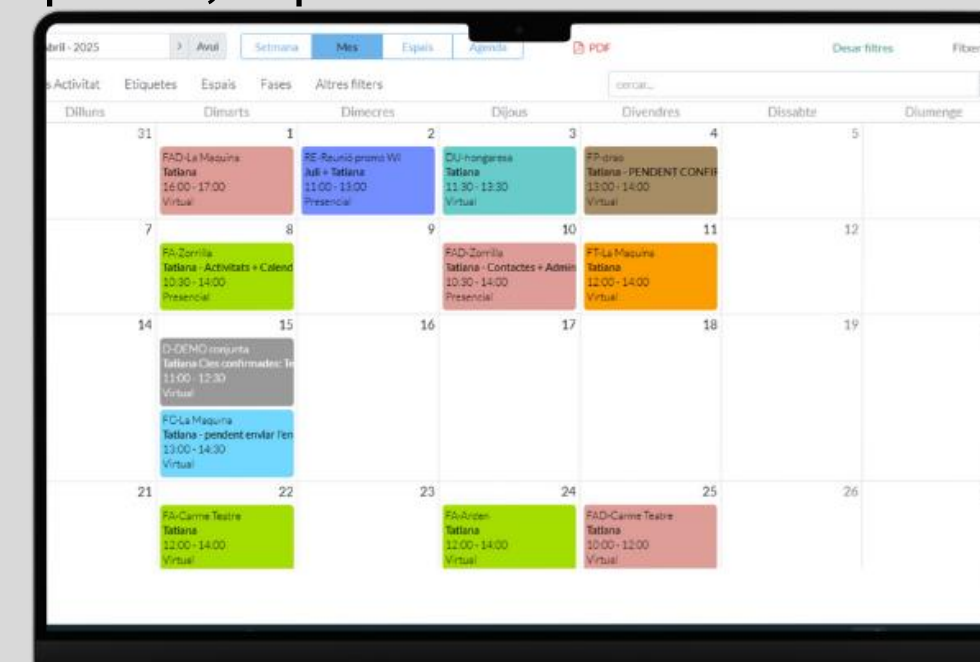 bril - 2025 > Avui Setmana Mes Espais Agenda PDF Desar filtres Fitxer
s Activitat Etiquetes Espais Fases Altres filters cercar...
Dilluns Dimarts Dimecres Dijous Divendres Dissabte Diumenge
31 1 2 3 4 5
FAD-La Maquina
Tatiana
16:00 - 17:00
Virtual
RE-Reunió promo WI
Juli + Tatiana
11:00 - 13:00
Presencial
DU-hongaresa
Tatiana
11:30 - 13:30
Virtual
FP-drao
Tatiana - PENDENT CONFIR
13:00 - 14:00
Virtual
7 8 9 10 11 12
FA-Zorrilla
Tatiana - Activitats + Calend
10:30 - 14:00
Presencial
FAD-Zorrilla
Tatiana - Contactes + Admin
10:30 - 14:00
Presencial
FT-La Maquina
Tatiana
12:00 - 14:00
Virtual
14 15 16 17 18 19
D-DEMO conjunta
Tatiana Cies confirmades: Te
11:00 - 12:30
Virtual
FC-La Maquina
Tatiana - pendent enviar l'en
13:00 - 14:30
Virtual
21 22 23 24 25 26
FA-Carme Teatre
Tatiana
12:00 - 14:00
Virtual
FA-Arden
Tatiana
12:00 - 14:00
Virtual
FAD-Carme Teatre
Tatiana
10:00 - 12:00
Virtual